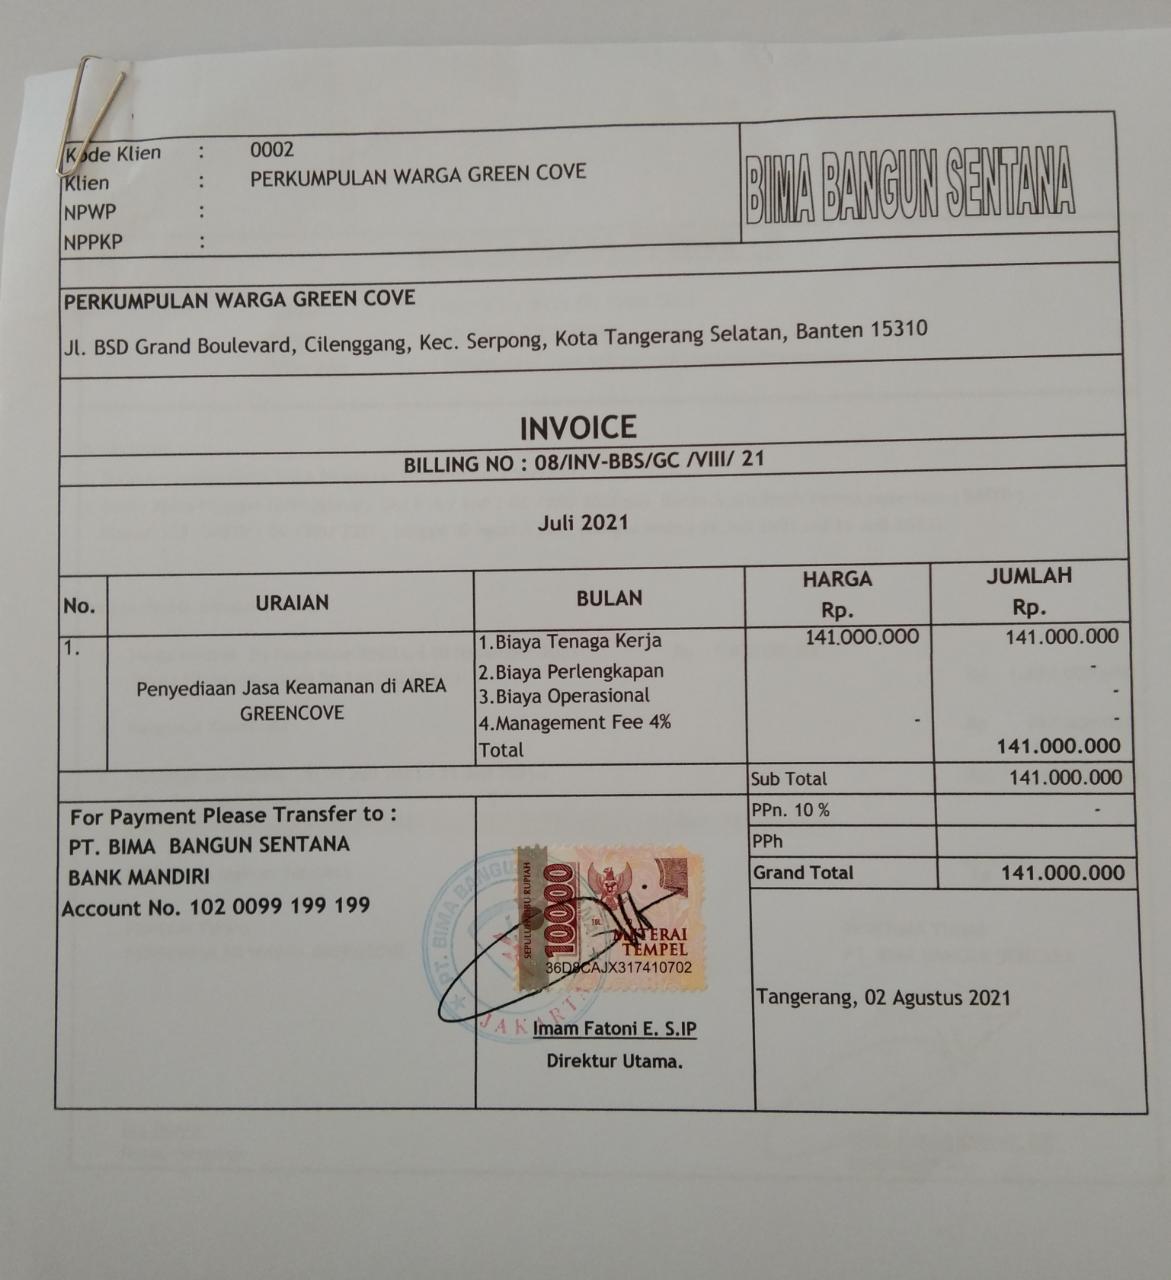 Kode Klien : 0002
Klien : PERKUMPULAN WARGA GREEN COVE
NPWP :
NPPKP :
BIMA BANGUN SENTANA
PERKUMPULAN WARGA GREEN COVE
Jl. BSD Grand Boulevard, Cilenggang, Kec. Serpong, Kota Tangerang Selatan, Banten 15310
INVOICE
BILLING NO : 08/INV-BBS/GC /VIII/ 21
Juli 2021
No. URAIAN BULAN HARGA Rp. JUMLAH Rp.
1. Penyediaan Jasa Keamanan di AREA
GREENCOVE
1.Biaya Tenaga Kerja 141.000.000 141.000.000
2.Biaya Perlengkapan -
3.Biaya Operasional -
4.Management Fee 4% - -
Total 141.000.000
Sub Total 141.000.000
PPn. 10 % -
PPh
Grand Total 141.000.000
For Payment Please Transfer to :
PT. BIMA BANGUN SENTANA
BANK MANDIRI
Account No. 102 0099 199 199
PT. BIMA BANGUN
JAKARTA
SEPULUH RIBU RUPIAH
10000
METERAI
TEMPEL
36D8CAJX317410702
Imam Fatoni E. S.IP
Direktur Utama.
Tangerang, 02 Agustus 2021